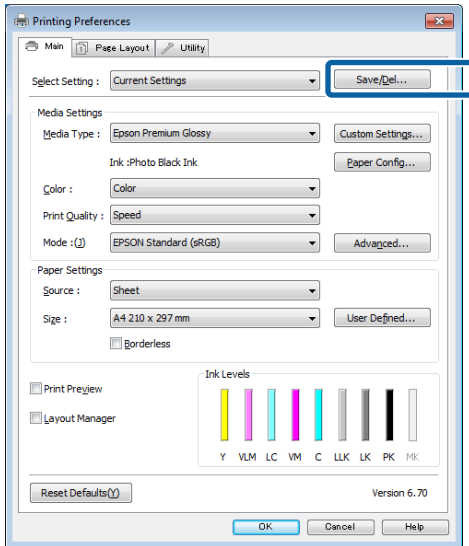 Printing Preferences
Main Page Layout Utility
Select Setting : Current Settings Save/Del...
Media Settings
Media Type : Epson Premium Glossy Custom Settings...
Ink :Photo Black Ink Paper Config...
Color : Color
Print Quality : Speed
Mode :(J) EPSON Standard (sRGB) Advanced...
Paper Settings
Source : Sheet
Size : A4 210 x 297 mm User Defined...
Borderless
Ink Levels
Print Preview
Layout Manager
Y VLM LC VM C LLK LK PK MK
Reset Defaults(Y) Version 6.70
OK Cancel Help